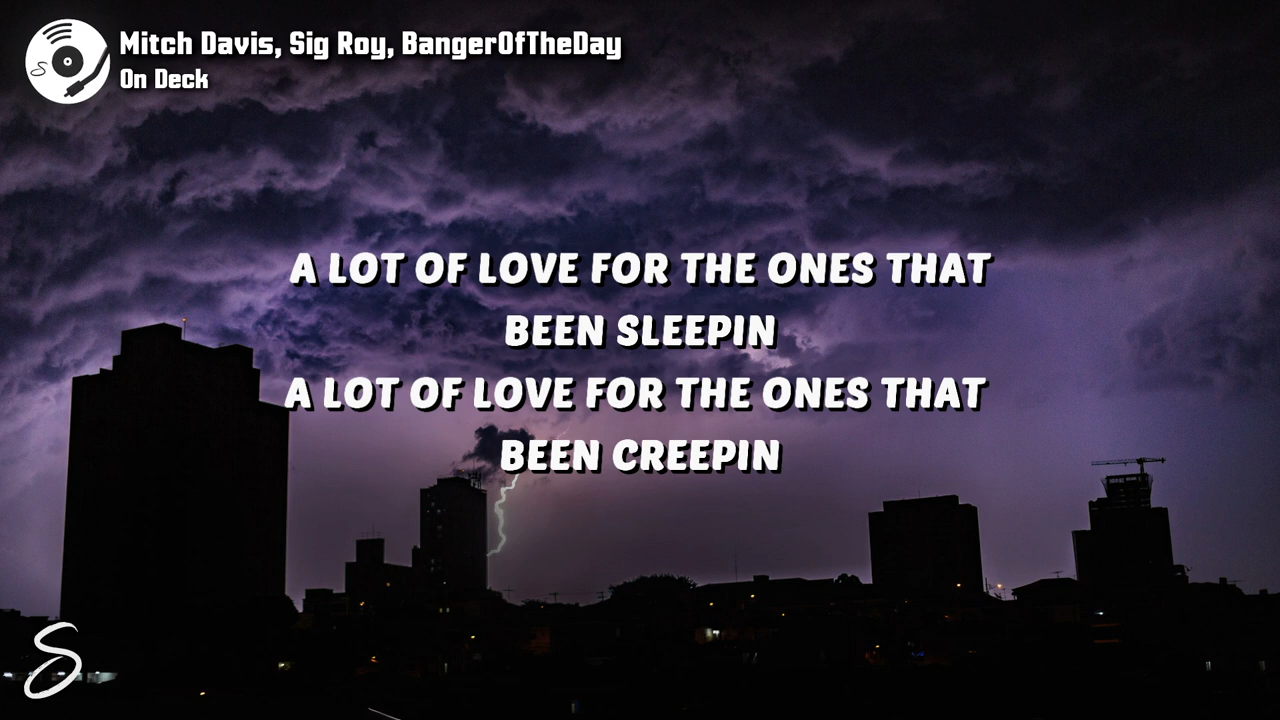 Mitch Davis, Sig Roy, BangerOfTheDay
On Deck
A LOT OF LOVE FOR THE ONES THAT
BEEN SLEEPIN
A LOT OF LOVE FOR THE ONES THAT
BEEN CREEPIN
S